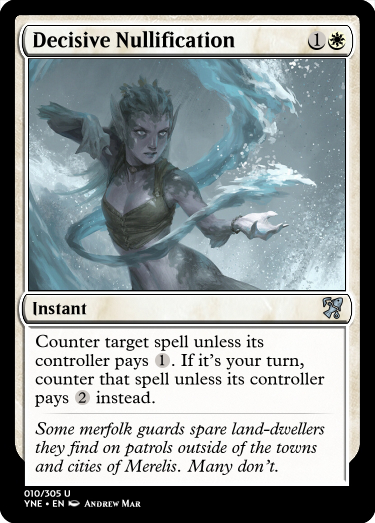 Decisive Nullification 1
Instant
Counter target spell unless its
controller pays 1. If it's your turn,
counter that spell unless its controller
pays 2 instead.
Some merfolk guards spare land-dwellers
they find on patrols outside of the towns
and cities of Merelis. Many don't.
010/305 U
YNE • EN Andrew Mar